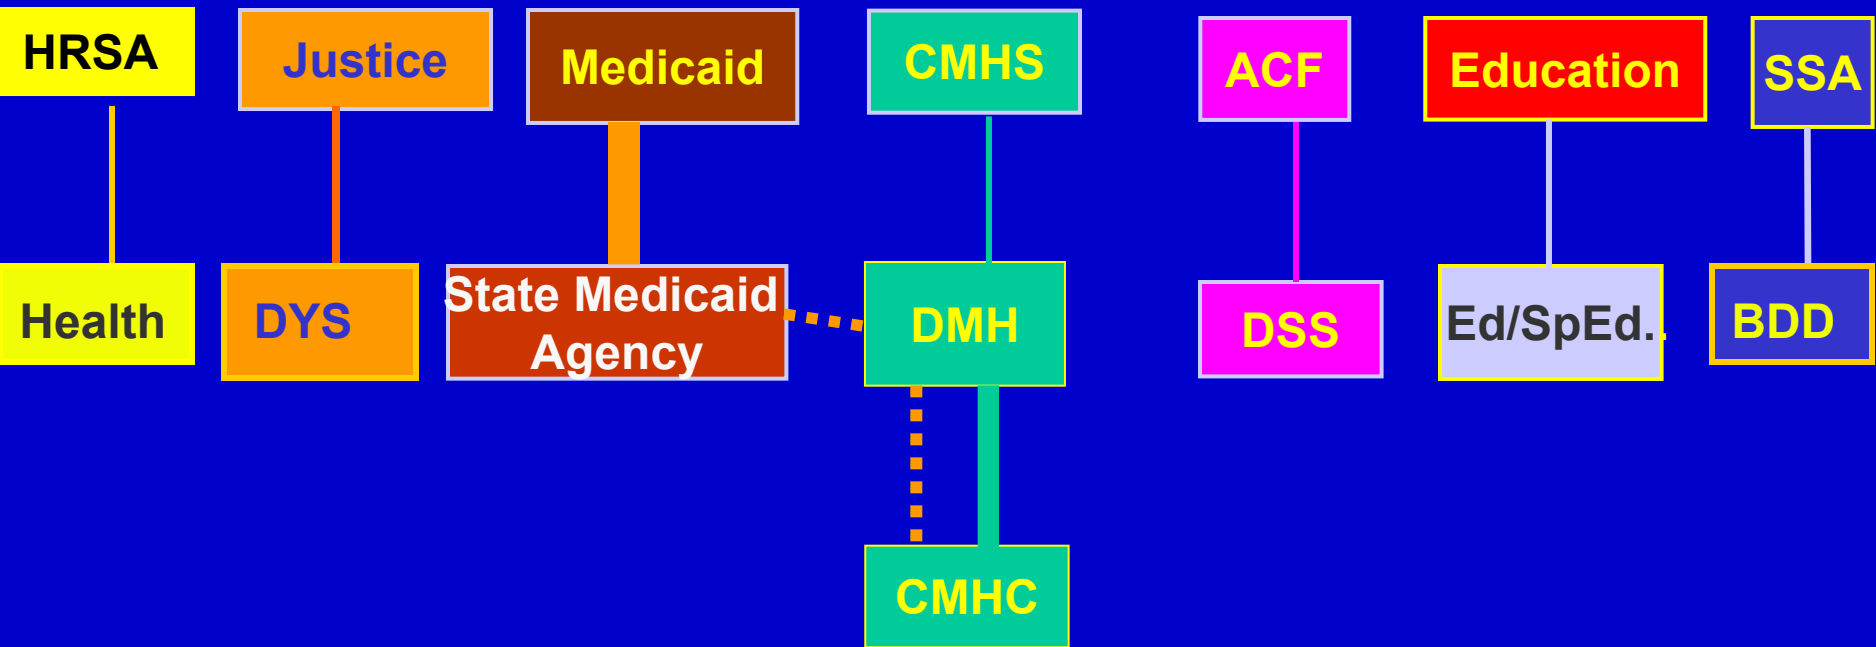 HRSA
Justice
Medicaid
CMHS
ACF
Education
SSA
Health
DYS
State Medicaid
Agency
DMH
DSS
Ed/SpEd..
BDD
CMHC